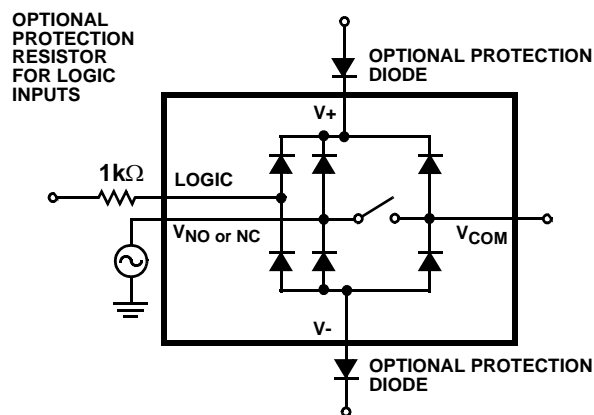 OPTIONAL
PROTECTION
RESISTOR
FOR LOGIC
INPUTS
OPTIONAL PROTECTION
DIODE
V+
1kΩ
LOGIC
VNO or NC
VCOM
V-
OPTIONAL PROTECTION
DIODE